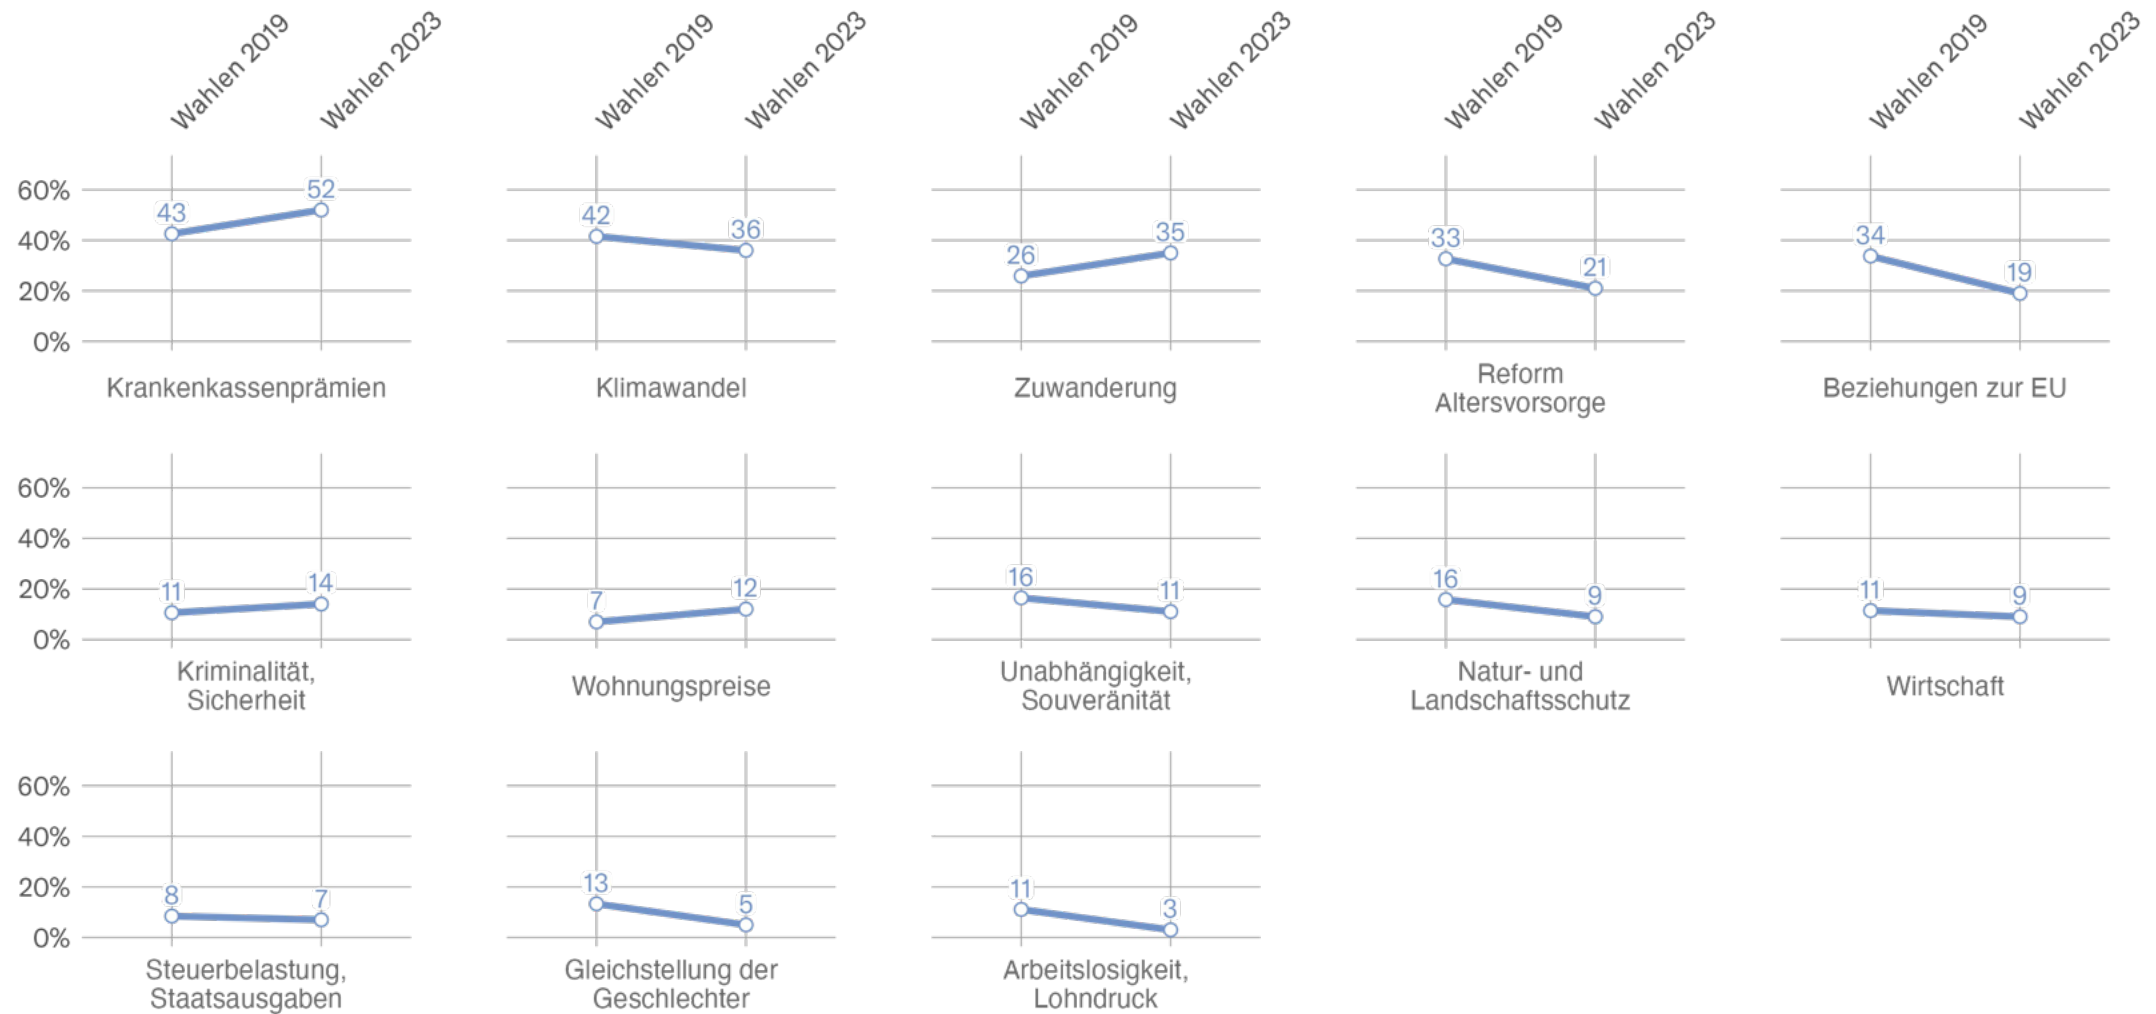 Wahlen 2019
Wahlen 2023
Wahlen 2019
Wahlen 2023
Wahlen 2019
Wahlen 2023
Wahlen 2019
Wahlen 2023
Wahlen 2019
Wahlen 2023
60%
40%
20%
0%
43
52
Krankenkassenprämien
42
36
Klimawandel
26
35
Zuwanderung
33
21
Reform
Altersvorsorge
34
19
Beziehungen zur EU
60%
40%
20%
0%
11
14
Kriminalität,
Sicherheit
7
12
Wohnungspreise
16
11
Unabhängigkeit,
Souveränität
16
9
Natur- und
Landschaftsschutz
11
9
Wirtschaft
60%
40%
20%
0%
8
7
Steuerbelastung,
Staatsausgaben
13
5
Gleichstellung der
Geschlechter
11
3
Arbeitslosigkeit,
Lohndruck